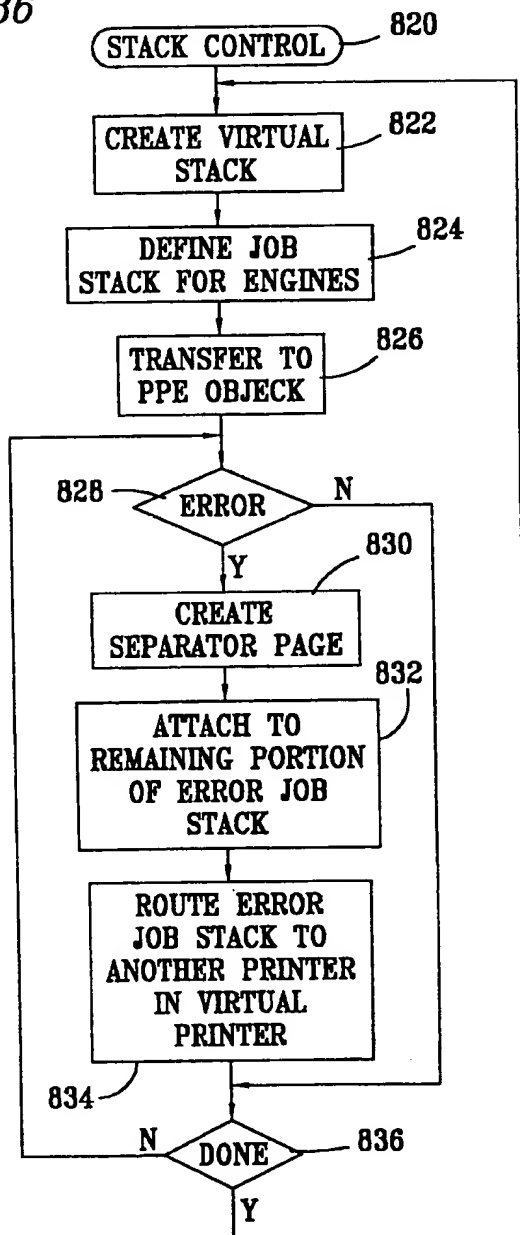 36
STACK CONTROL
820
CREATE VIRTUAL
STACK
822
DEFINE JOB
STACK FOR ENGINES
824
TRANSFER TO
PPE OBJECK
826
828
ERROR
N
Y
830
CREATE
SEPARATOR PAGE
832
ATTACH TO
REMAINING PORTION
OF ERROR JOB
STACK
ROUTE ERROR
JOB STACK TO
ANOTHER PRINTER
IN VIRTUAL
PRINTER
834
N
DONE
836
Y